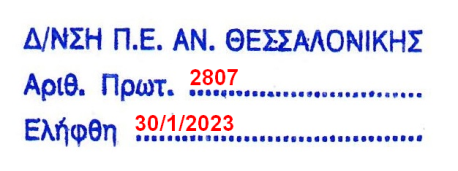 Δ/ΝΣΗ Π.Ε. ΑΝ. ΘΕΣΣΑΛΟΝΙΚΗΣ
Αριθ. Πρωτ. 2807
Ελήφθη 30/1/2023